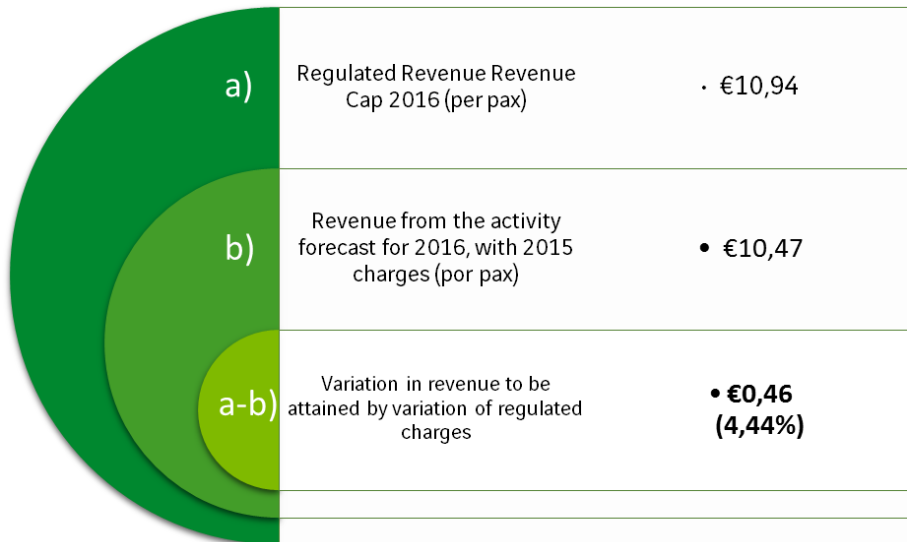 a)
Regulated Revenue Revenue
Cap 2016 (per pax)
· €10,94
b)
Revenue from the activity
forecast for 2016, with 2015
charges (por pax)
• €10,47
a-b)
Variation in revenue to be
attained by variation of regulated
charges
• €0,46
(4,44%)